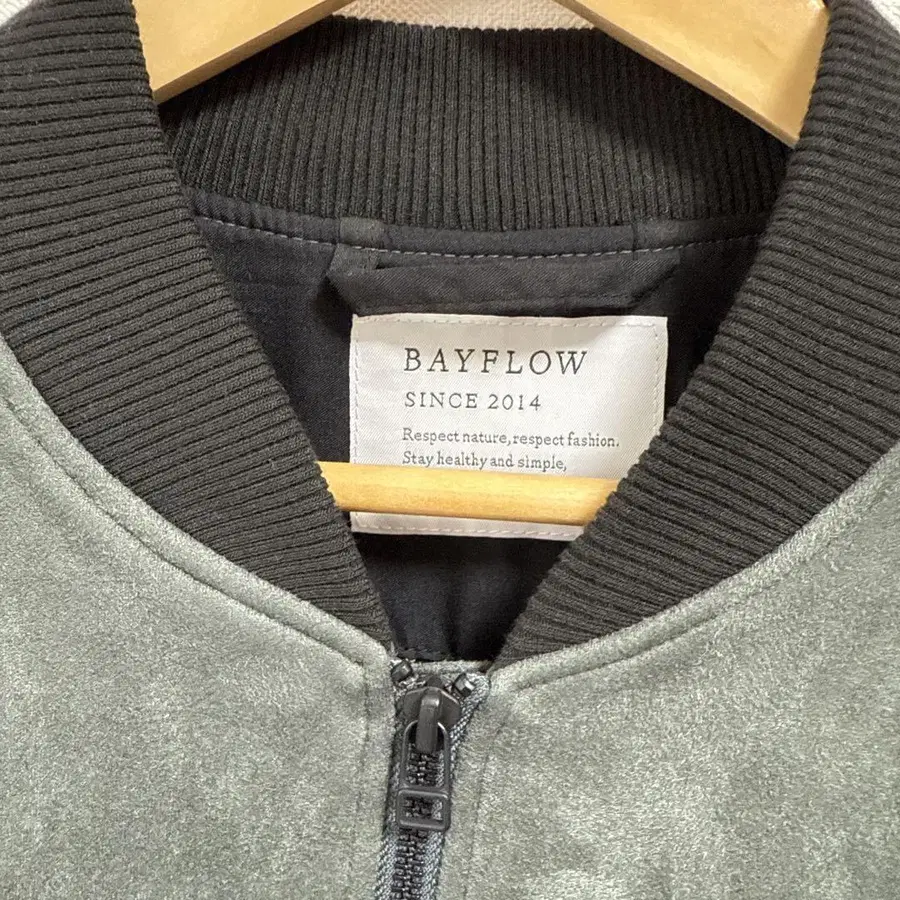 BAYFLOW
SINCE 2014
Respect nature, respect fashion.
Stay healthy and simple,